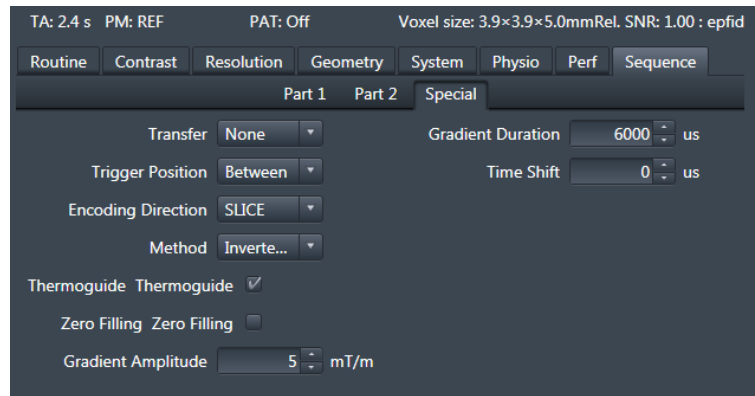 TA: 2.4 s PM: REF PAT: Off Voxel size: 3.9×3.9×5.0mmRel. SNR: 1.00 : epfid
Routine Contrast Resolution Geometry System Physio Perf Sequence
Part 1 Part 2 Special
Transfer None Gradient Duration 6000 us
Trigger Position Between Time Shift 0 us
Encoding Direction SLICE
Method Inverte...
Thermoguide Thermoguide
Zero Filling Zero Filling
Gradient Amplitude 5 mT/m